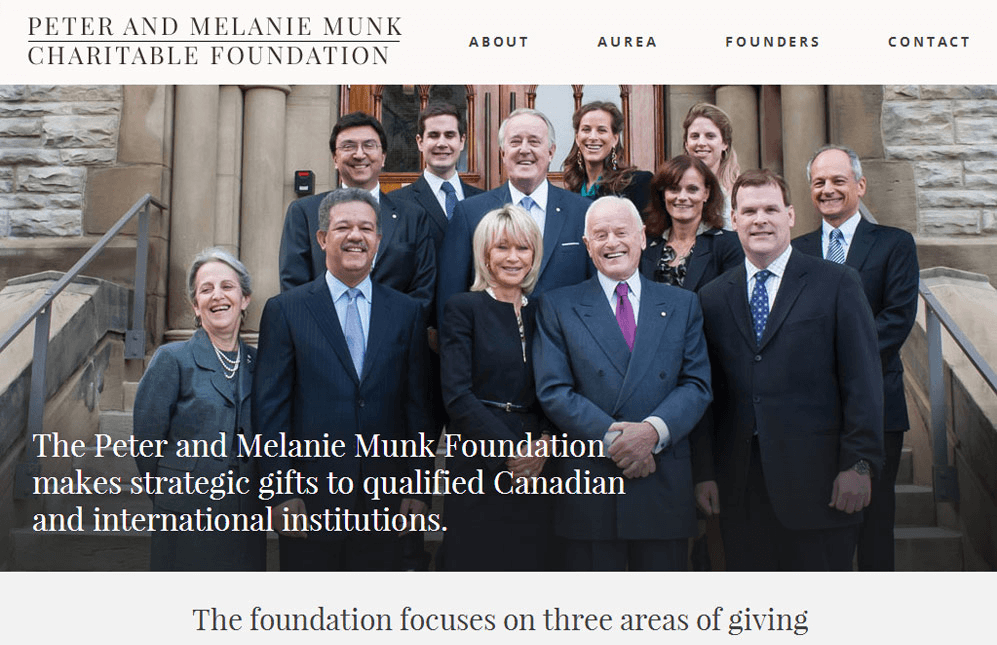 PETER AND MELANIE MUNK
CHARITABLE FOUNDATION
ABOUT AUREA FOUNDERS CONTACT
The Peter and Melanie Munk Foundation
makes strategic gifts to qualified Canadian
and international institutions.
The foundation focuses on three areas of giving